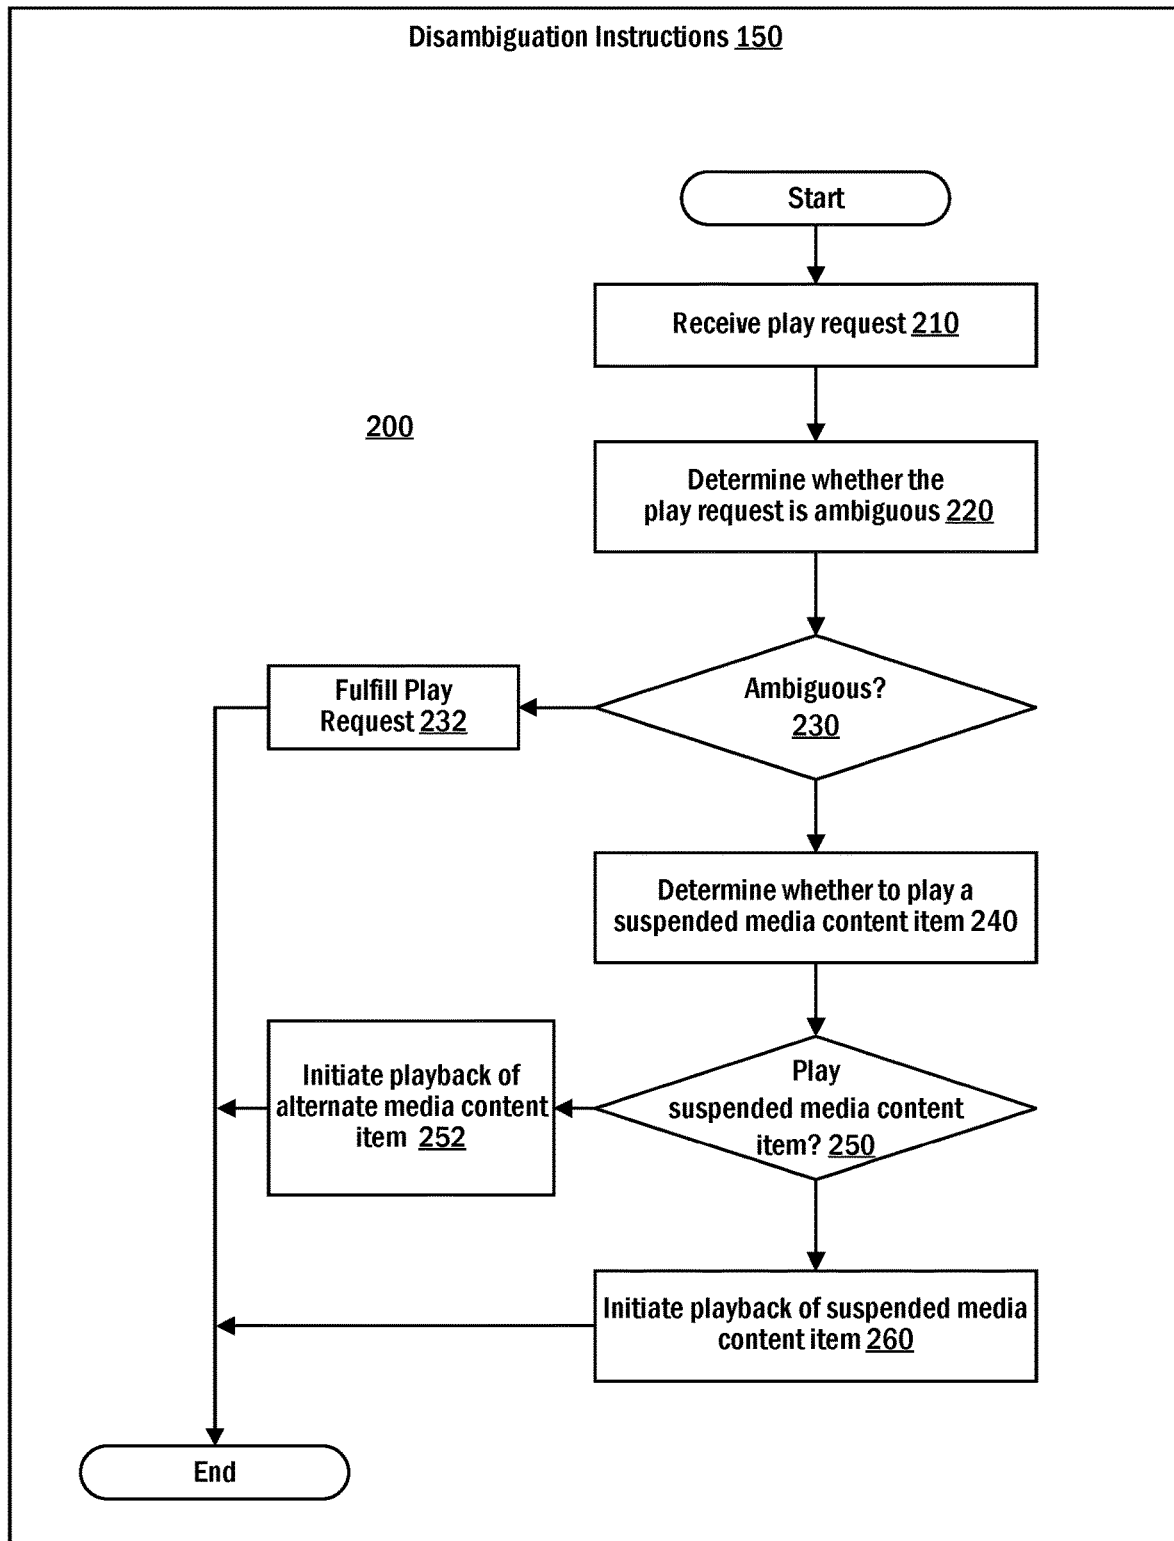 Disambiguation Instructions 150
Start
Receive play request 210
200
Determine whether the
play request is ambiguous 220
Ambiguous?
230
Fulfill Play
Request 232
Determine whether to play a
suspended media content item 240
Play
suspended media content
item? 250
Initiate playback of
alternate media content
item 252
Initiate playback of suspended media
content item 260
End